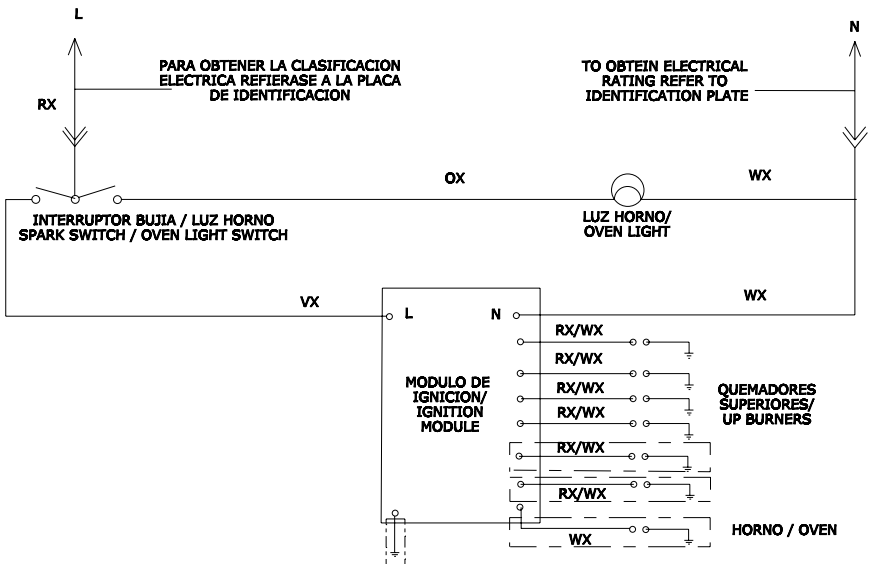 L
N
PARA OBTENER LA CLASIFICACION
ELECTRICA REFIERASE A LA PLACA
DE IDENTIFICACION
TO OBTEIN ELECTRICAL
RATING REFER TO
IDENTIFICATION PLATE
RX
OX
WX
INTERRUPTOR BUJIA / LUZ HORNO
SPARK SWITCH / OVEN LIGHT SWITCH
LUZ HORNO/
OVEN LIGHT
VX
WX
L
N
RX/WX
RX/WX
RX/WX
RX/WX
RX/WX
RX/WX
WX
MODULO DE
IGNICION/
IGNITION
MODULE
QUEMADORES
SUPERIORES/
UP BURNERS
HORNO / OVEN